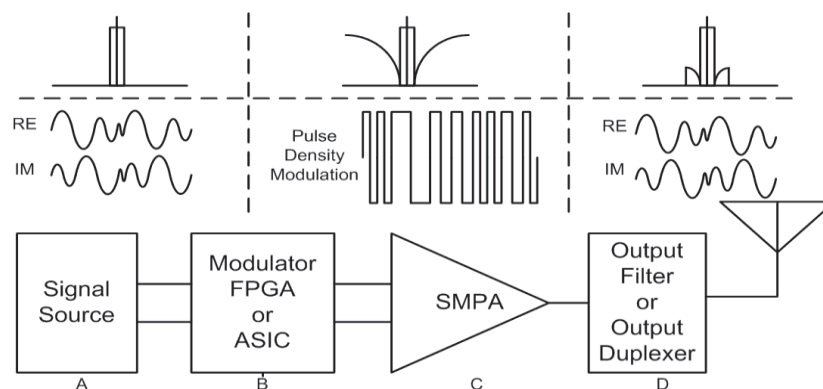 RE
IM
Pulse
Density
Modulation
RE
IM
Signal
Source
Modulator
FPGA
or
ASIC
SMPA
Output
Filter
or
Output
Duplexer
A
B
C
D